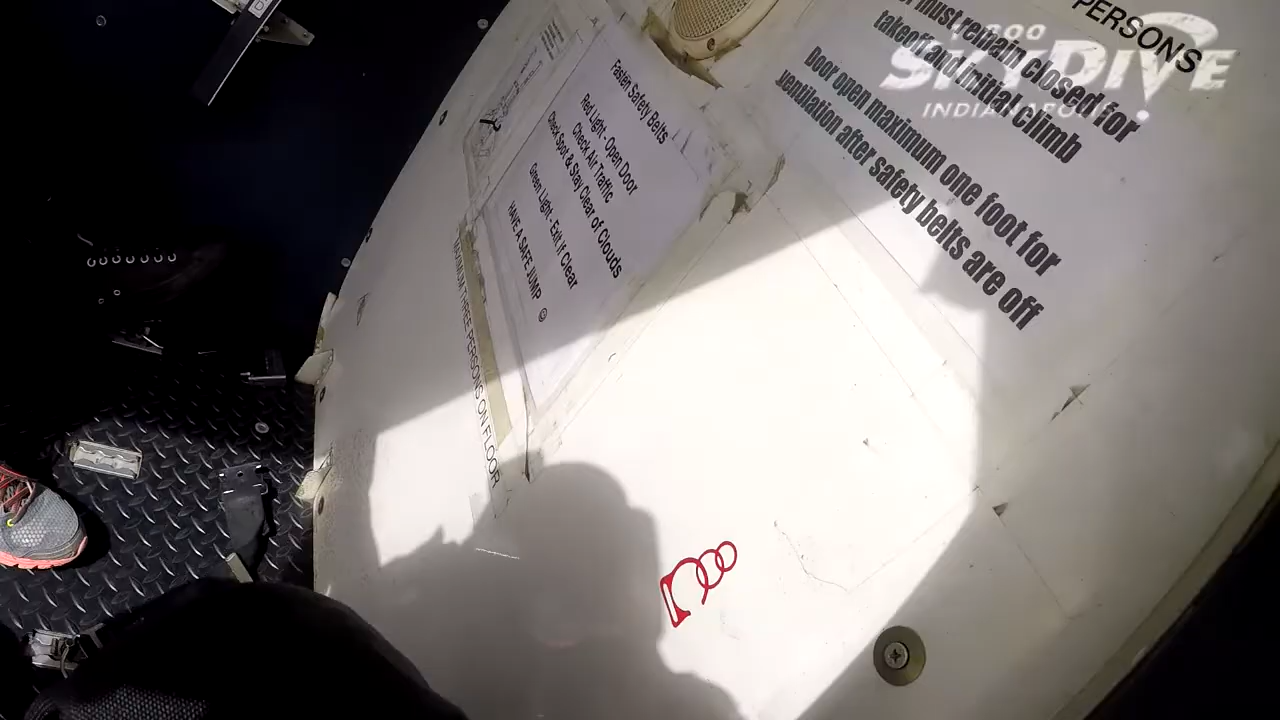 Fasten Safety Belts
Red Light - Open Door
Check Air Traffic
Check Spot & Stay Clear of Clouds
Green Light - Exit If Clear
HAVE A SAFE JUMP ☺
MAXIMUM THREE PERSONS ON FLOOR
PERSONS
must remain closed for
takeoff and initial climb
Door open maximum one foot for
ventilation after safety belts are off
SKYDIVE
INDIANAPOLIS